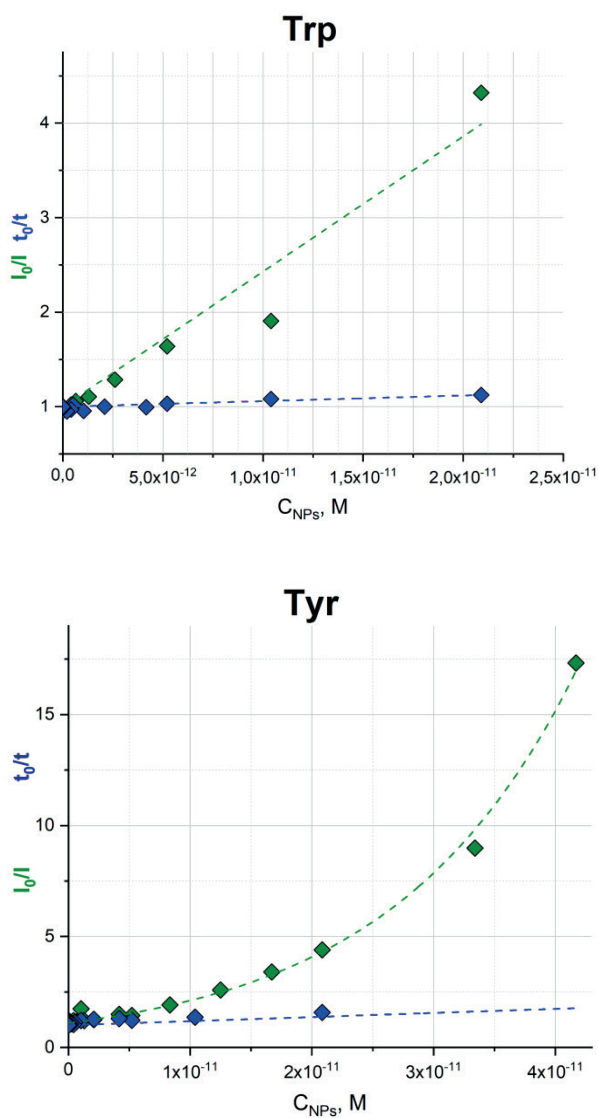 Trp
I₀/I t₀/t
4
3
2
1
0,0 5,0x10⁻¹² 1,0x10⁻¹¹ 1,5x10⁻¹¹ 2,0x10⁻¹¹ 2,5x10⁻¹¹
C_NPs, M
Tyr
I₀/I t₀/t
15
10
5
0
0 1x10⁻¹¹ 2x10⁻¹¹ 3x10⁻¹¹ 4x10⁻¹¹
C_NPs, M